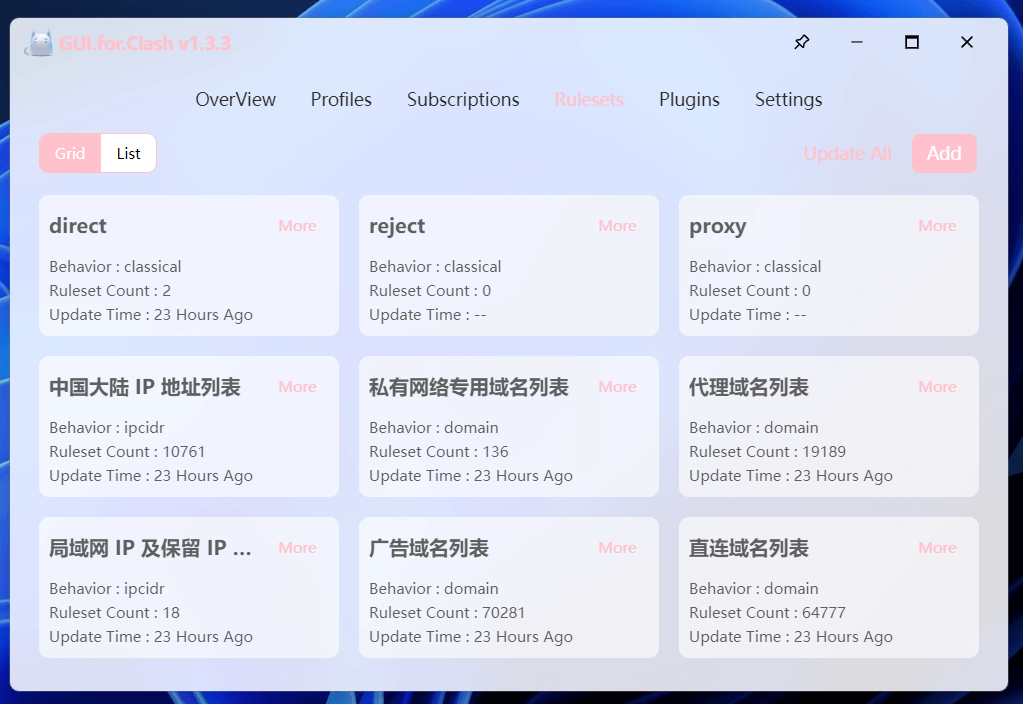 GUI.for.Clash v1.3.3
OverView Profiles Subscriptions Rulesets Plugins Settings
Grid List Update All Add
direct More
Behavior : classical
Ruleset Count : 2
Update Time : 23 Hours Ago
reject More
Behavior : classical
Ruleset Count : 0
Update Time : --
proxy More
Behavior : classical
Ruleset Count : 0
Update Time : --
中国大陆 IP 地址列表 More
Behavior : ipcidr
Ruleset Count : 10761
Update Time : 23 Hours Ago
私有网络专用域名列表 More
Behavior : domain
Ruleset Count : 136
Update Time : 23 Hours Ago
代理域名列表 More
Behavior : domain
Ruleset Count : 19189
Update Time : 23 Hours Ago
局域网 IP 及保留 IP ... More
Behavior : ipcidr
Ruleset Count : 18
Update Time : 23 Hours Ago
广告域名列表 More
Behavior : domain
Ruleset Count : 70281
Update Time : 23 Hours Ago
直连域名列表 More
Behavior : domain
Ruleset Count : 64777
Update Time : 23 Hours Ago